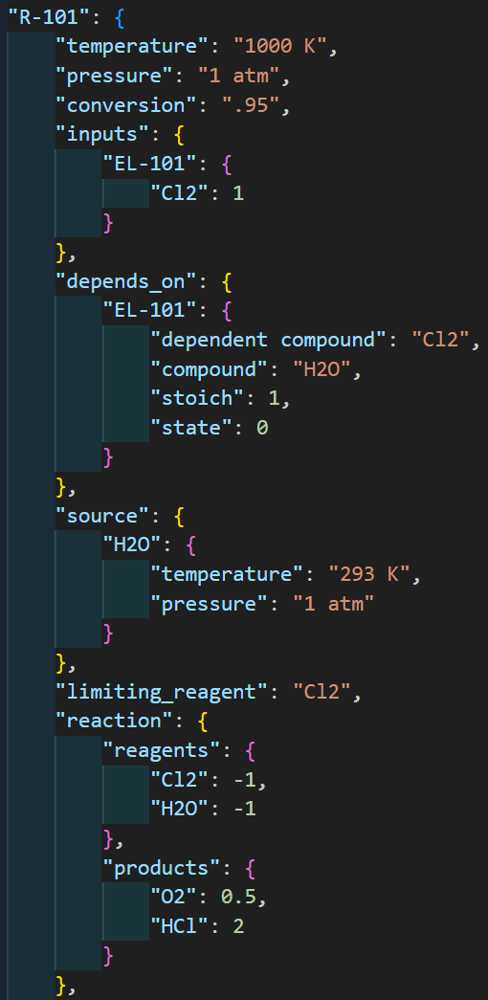 "R-101": {
"temperature": "1000 K",
"pressure": "1 atm",
"conversion": ".95",
"inputs": {
"EL-101": {
"Cl2": 1
}
},
"depends_on": {
"EL-101": {
"dependent compound": "Cl2",
"compound": "H2O",
"stoich": 1,
"state": 0
}
},
"source": {
"H2O": {
"temperature": "293 K",
"pressure": "1 atm"
}
},
"limiting_reagent": "Cl2",
"reaction": {
"reagents": {
"Cl2": -1,
"H2O": -1
},
"products": {
"O2": 0.5,
"HCl": 2
}
},